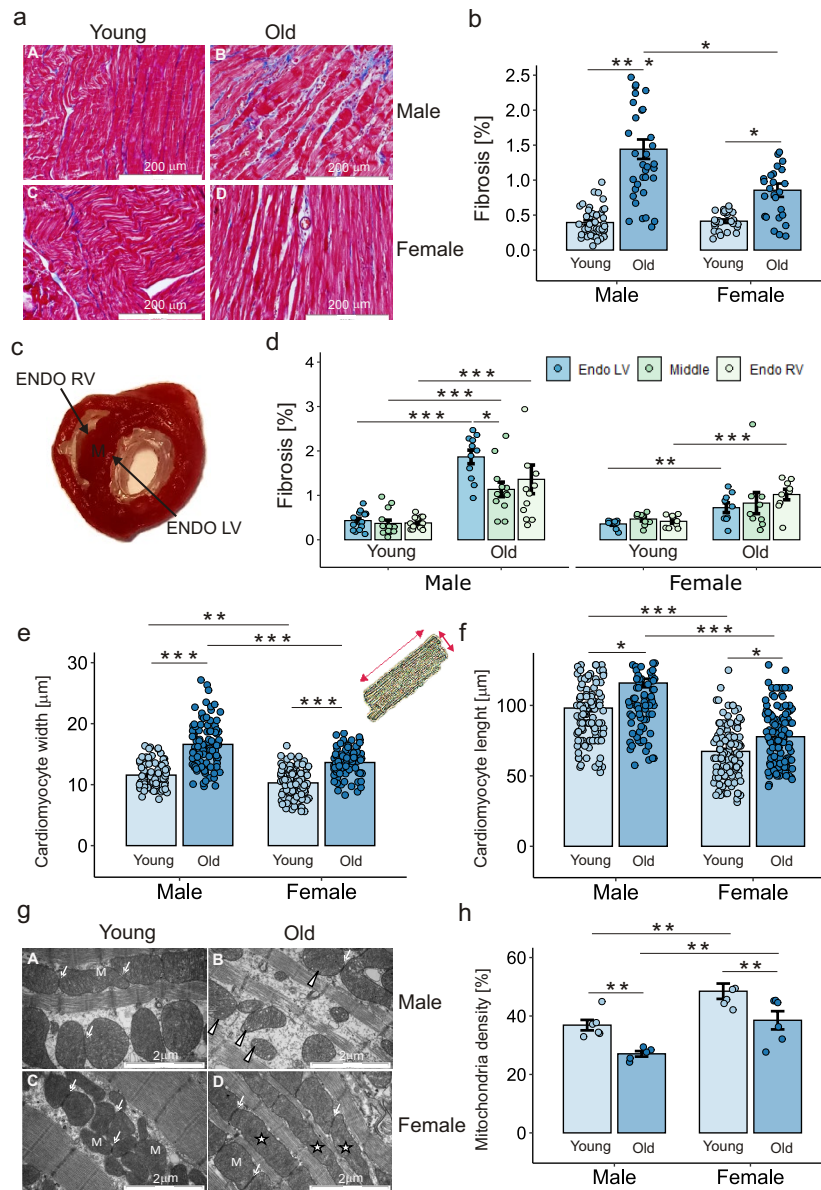 a
Young Old
A B
200 µm 200 µm
Male
C D
200 µm 200 µm
Female
b
Fibrosis [%]
2.5
2.0
1.5
1.0
0.5
0.0
** *
*
*
Young Old Young Old
Male Female
c
ENDO RV
M
ENDO LV
d
Fibrosis [%]
4
3
2
1
0
Endo LV Middle Endo RV
***
***
*** *
***
**
Young Old Young Old
Male Female
e
Cardiomyocyte width [µm]
30
20
10
0
**
***
***
***
Young Old Young Old
Male Female
f
Cardiomyocyte lenght [µm]
100
50
0
***
***
*
*
Young Old Young Old
Male Female
g
Young Old
A B
M
2µm 2µm
Male
C D
M M M
2µm 2µm
Female
h
Mitochondria density [%]
60
40
20
0
**
**
**
**
Young Old Young Old
Male Female